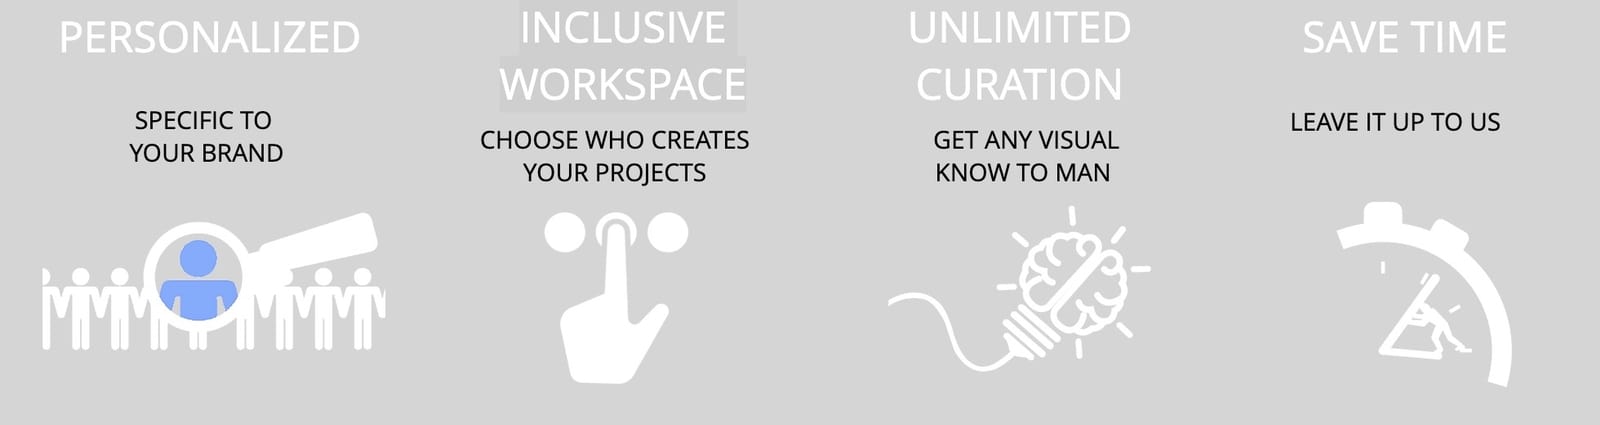 PERSONALIZED
SPECIFIC TO
YOUR BRAND
INCLUSIVE
WORKSPACE
CHOOSE WHO CREATES
YOUR PROJECTS
UNLIMITED
CURATION
GET ANY VISUAL
KNOW TO MAN
SAVE TIME
LEAVE IT UP TO US